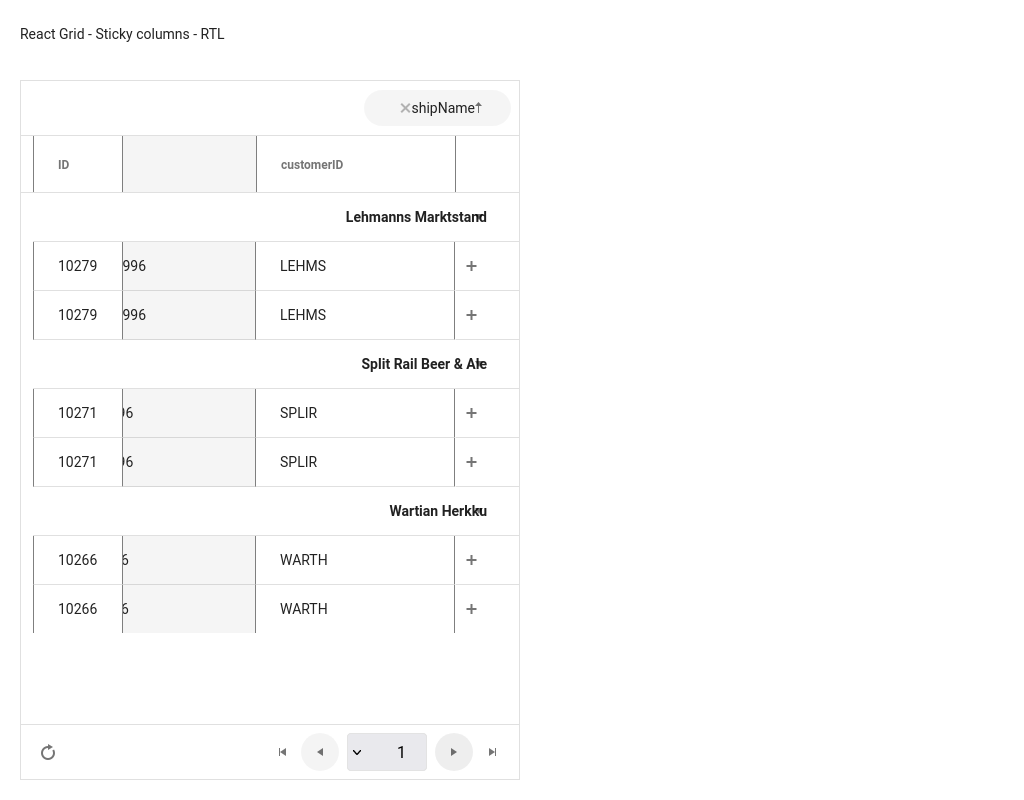 React Grid - Sticky columns - RTL
shipName
ID customerID
Lehmanns Marktstand
10279 996 LEHMS
10279 996 LEHMS
Split Rail Beer & Ale
10271 96 SPLIR
10271 96 SPLIR
Wartian Herkku
10266 6 WARTH
10266 6 WARTH
1